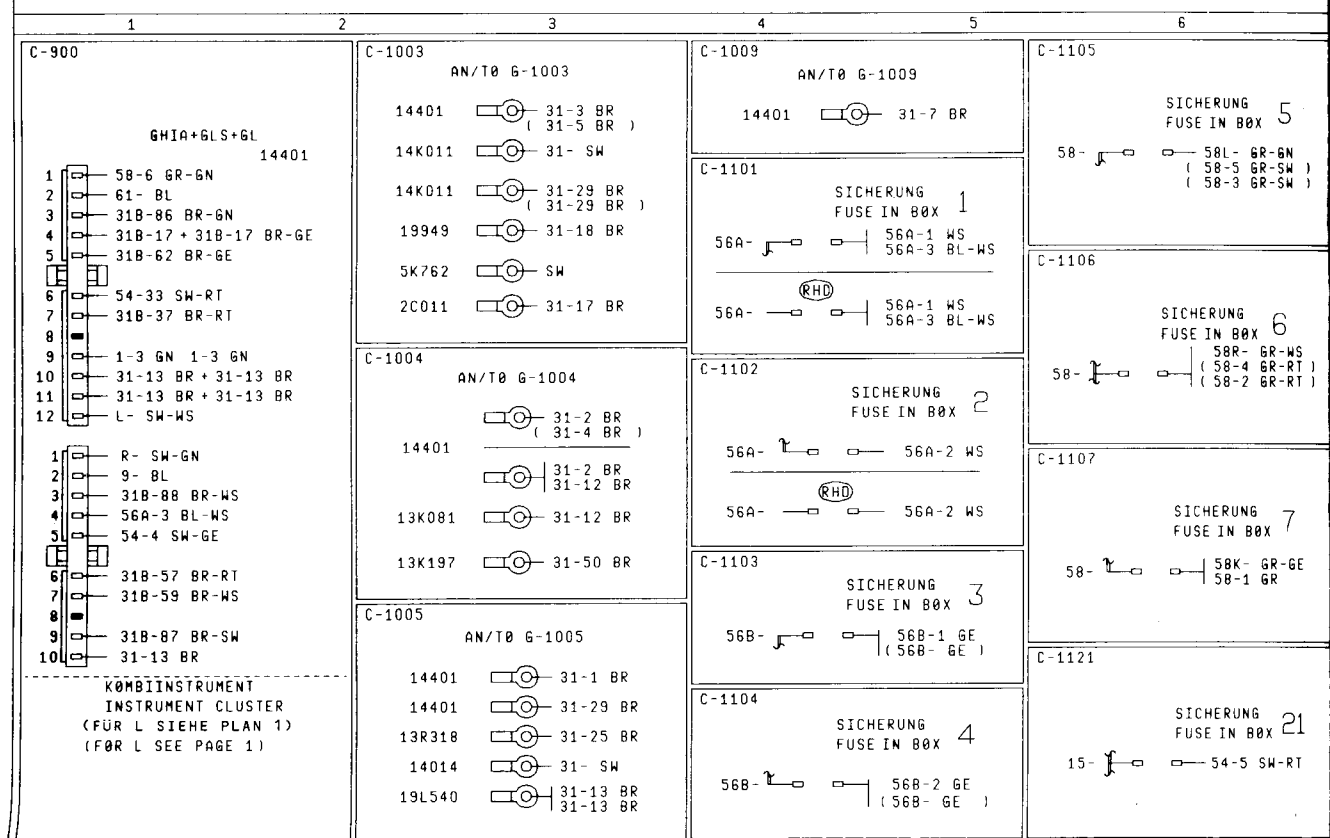 1 2 3 4 5 6
C-900
GHIA+GLS+GL
14401
1 58-6 GR-GN
2 61- BL
3 31B-86 BR-GN
4 31B-17 + 31B-17 BR-GE
5 31B-62 BR-GE
6 54-33 SW-RT
7 31B-37 BR-RT
8
9 1-3 GN 1-3 GN
10 31-13 BR + 31-13 BR
11 31-13 BR + 31-13 BR
12 L- SW-WS
1 R- SW-GN
2 9- BL
3 31B-88 BR-WS
4 56A-3 BL-WS
5 54-4 SW-GE
6 31B-57 BR-RT
7 31B-59 BR-WS
8
9 31B-87 BR-SW
10 31-13 BR
KØMBIINSTRUMENT
INSTRUMENT CLUSTER
(FÜR L SIEHE PLAN 1)
(FØR L SEE PAGE 1)
C-1003
AN/TØ G-1003
14401 31-3 BR
( 31-5 BR )
14K011 31- SW
14K011 31-29 BR
( 31-29 BR )
19949 31-18 BR
5K762 SW
2C011 31-17 BR
C-1004
AN/TØ G-1004
31-2 BR
( 31-4 BR )
14401
31-2 BR
31-12 BR
13K081 31-12 BR
13K197 31-50 BR
C-1005
AN/TØ G-1005
14401 31-1 BR
14401 31-29 BR
13R318 31-25 BR
14014 31- SW
19L540 31-13 BR
31-13 BR
C-1009
AN/TØ G-1009
14401 31-7 BR
C-1101
SICHERUNG
FUSE IN BØX 1
56A- 56A-1 WS
56A-3 BL-WS
RHD
56A- 56A-1 WS
56A-3 BL-WS
C-1102
SICHERUNG
FUSE IN BØX 2
56A- 56A-2 WS
RHD
56A- 56A-2 WS
C-1103
SICHERUNG
FUSE IN BØX 3
56B- 56B-1 GE
(56B- GE )
C-1104
SICHERUNG
FUSE IN BØX 4
56B- 56B-2 GE
(56B- GE )
C-1105
SICHERUNG
FUSE IN BØX 5
58- 58L- GR-GN
( 58-5 GR-SW )
( 58-3 GR-SW )
C-1106
SICHERUNG
FUSE IN BØX 6
58R- GR-WS
58- ( 58-4 GR-RT )
( 58-2 GR-RT )
C-1107
SICHERUNG
FUSE IN BØX 7
58- 58K- GR-GE
58-1 GR
C-1121
SICHERUNG
FUSE IN BØX 21
15- 54-5 SW-RT